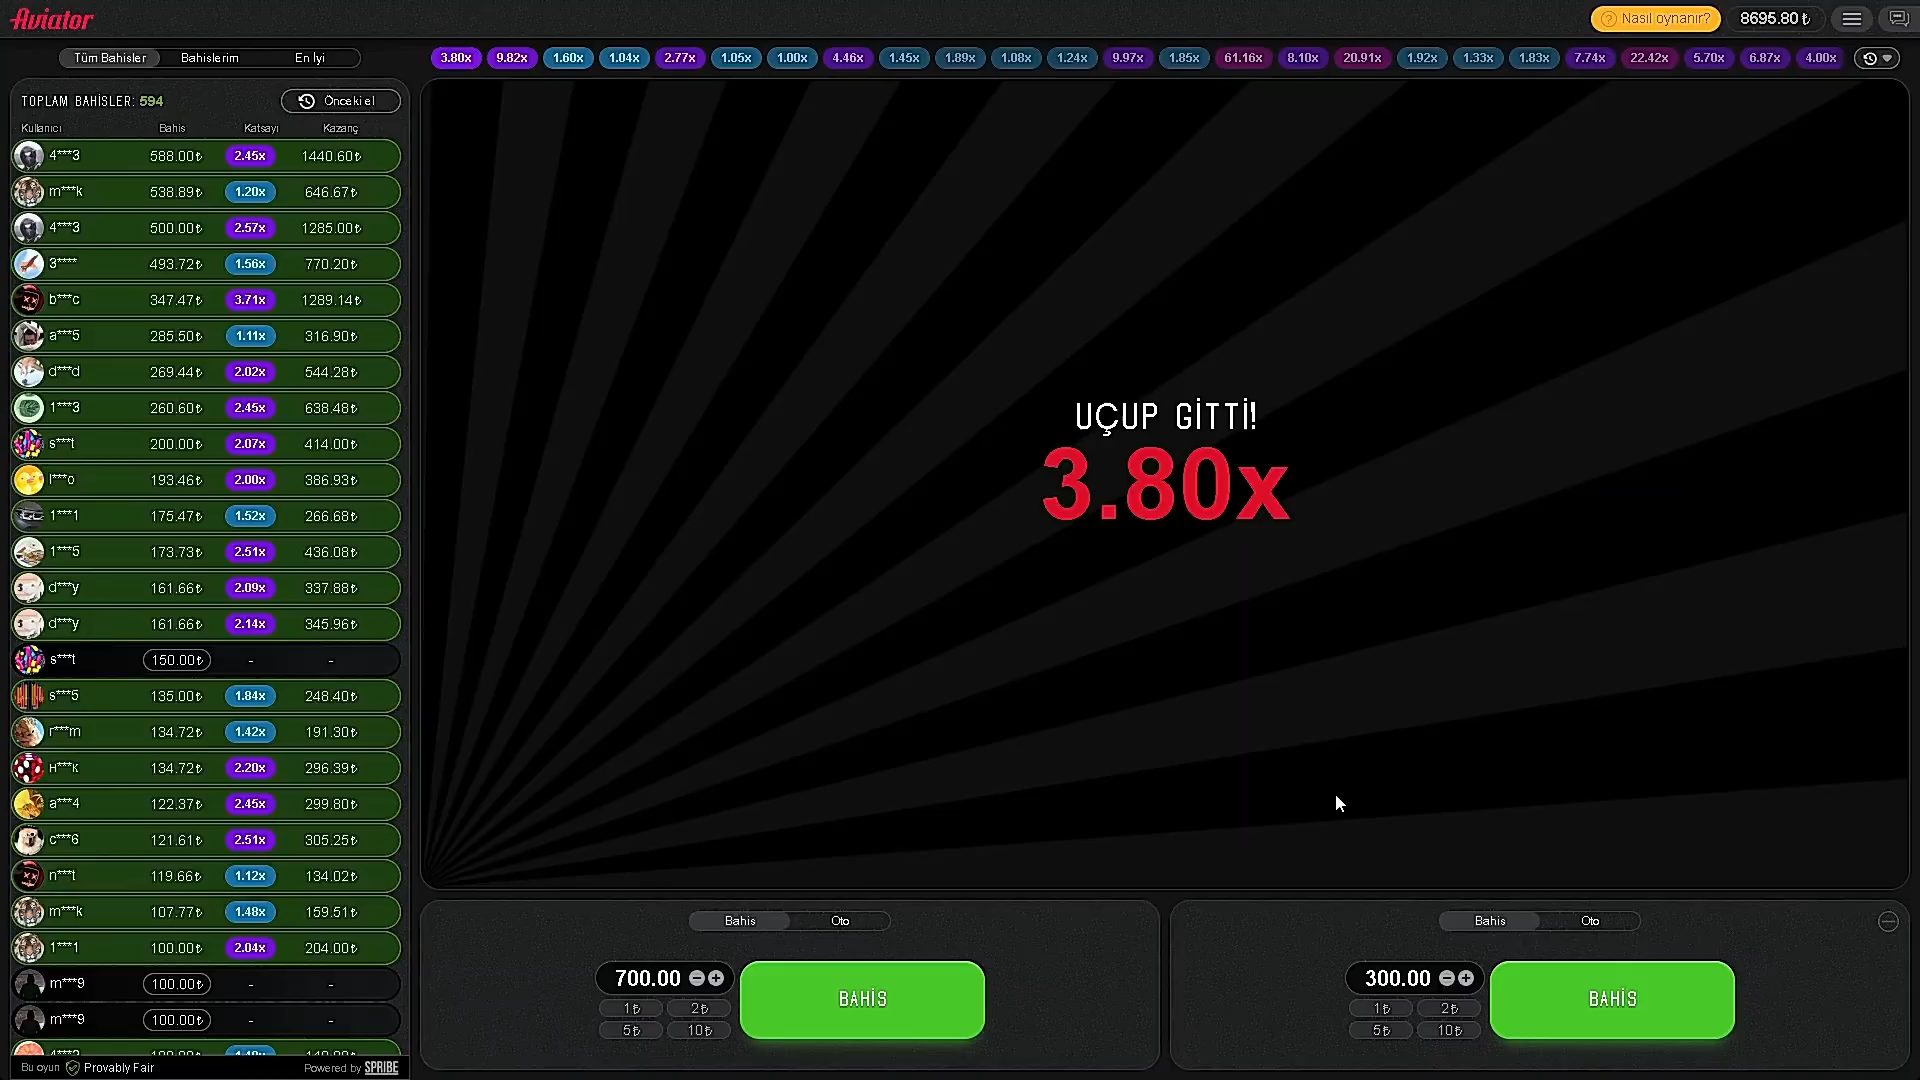 Aviator
Nasıl oynanır?
8695.80₺
Tüm Bahisler Bahislerim En İyi
3.80x 9.82x 1.60x 1.04x 2.77x 1.05x 1.00x 4.46x 1.45x 1.89x 1.08x 1.24x 9.97x 1.85x 61.16x 8.10x 20.91x 1.92x 1.33x 1.83x 7.74x 22.42x 5.70x 6.87x 4.00x
TOPLAM BAHİSLER: 594
Önceki el
Kullanıcı Bahis Katsayı Kazanç
4***3 588.00₺ 2.45x 1440.60₺
m***k 538.89₺ 1.20x 646.67₺
4***3 500.00₺ 2.57x 1285.00₺
3**** 493.72₺ 1.56x 770.20₺
b***c 347.47₺ 3.71x 1289.14₺
a***5 285.50₺ 1.11x 316.90₺
d***d 269.44₺ 2.02x 544.28₺
1***3 260.60₺ 2.45x 638.48₺
s***t 200.00₺ 2.07x 414.00₺
l***o 193.46₺ 2.00x 386.93₺
1***1 175.47₺ 1.52x 266.68₺
1***5 173.73₺ 2.51x 436.08₺
d***y 161.66₺ 2.09x 337.88₺
d***y 161.66₺ 2.14x 345.96₺
s***t 150.00₺ - -
s***5 135.00₺ 1.84x 248.40₺
r***m 134.72₺ 1.42x 191.30₺
н***к 134.72₺ 2.20x 296.39₺
a***4 122.37₺ 2.45x 299.80₺
c***6 121.61₺ 2.51x 305.25₺
n***t 119.66₺ 1.12x 134.02₺
m***k 107.77₺ 1.48x 159.51₺
1***1 100.00₺ 2.04x 204.00₺
m***9 100.00₺ - -
m***9 100.00₺ - -
Bu oyun Provably Fair
Powered by SPRIBE
UÇUP GİTTİ!
3.80x
Bahis Oto
700.00
1₺ 2₺
5₺ 10₺
BAHİS
Bahis Oto
300.00
1₺ 2₺
5₺ 10₺
BAHİS